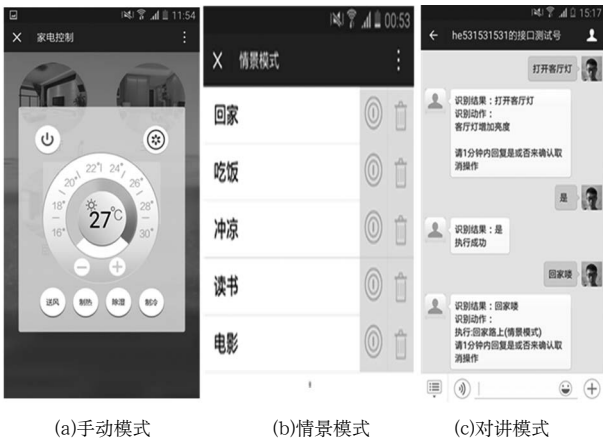 11:54
家电控制
22° 24°
20° 26°
18° 28°
16° 30°
27°C
送风 制热 除湿 制冷
(a)手动模式
00:53
情景模式
回家
吃饭
冲凉
读书
电影
(b)情景模式
15:17
he531531531的接口测试号
打开客厅灯
识别结果：打开客厅灯
识别动作：
客厅灯增加亮度
请1分钟内回复是或否来确认取
消操作
是
识别结果：是
执行成功
回家喽
识别结果：回家喽
识别动作：
执行:回家路上(情景模式)
请1分钟内回复是或否来确认取
消操作
(c)对讲模式